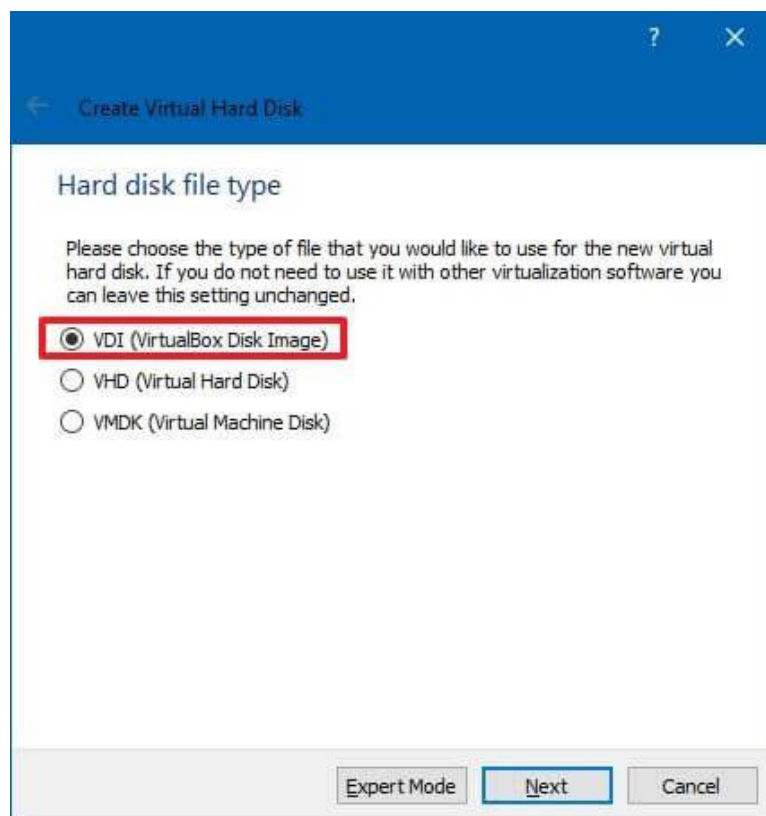 ?
Create Virtual Hard Disk
Hard disk file type
Please choose the type of file that you would like to use for the new virtual
hard disk. If you do not need to use it with other virtualization software you
can leave this setting unchanged.
VDI (VirtualBox Disk Image)
VHD (Virtual Hard Disk)
VMDK (Virtual Machine Disk)
Expert Mode Next Cancel